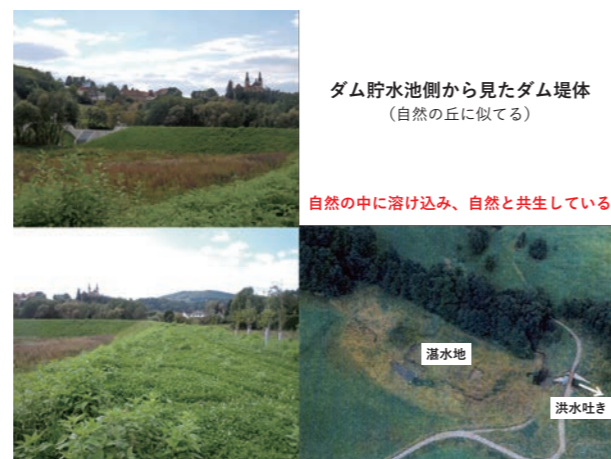 ダム貯水池側から見たダム堤体
（自然の丘に似てる）
自然の中に溶け込み、自然と共生している
湛水地
洪水吐き